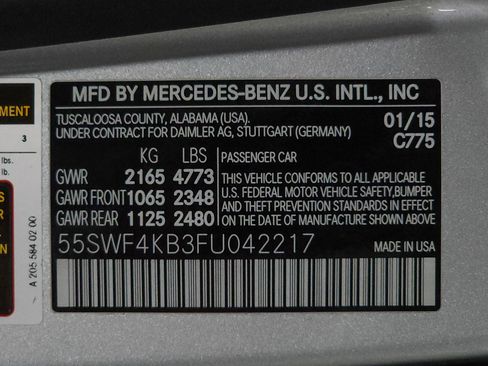 MFD BY MERCEDES-BENZ U.S. INTL., INC
TUSCALOOSA COUNTY, ALABAMA (USA).
UNDER CONTRACT FOR DAIMLER AG, STUTTGART (GERMANY)
01/15
C775
KG LBS
GVWR 2165 4773
GAWR FRONT 1065 2348
GAWR REAR 1125 2480
PASSENGER CAR
THIS VEHICLE CONFORMS TO ALL APPLICABLE
U.S. FEDERAL MOTOR VEHICLE SAFETY,BUMPER
AND THEFT PREVENTION STANDARDS IN EFFECT
ON THE DATE OF MANUFACTURE SHOWN ABOVE.
55SWF4KB3FU042217
MADE IN USA
3
lbs.
lb.
A 205 584 02 00